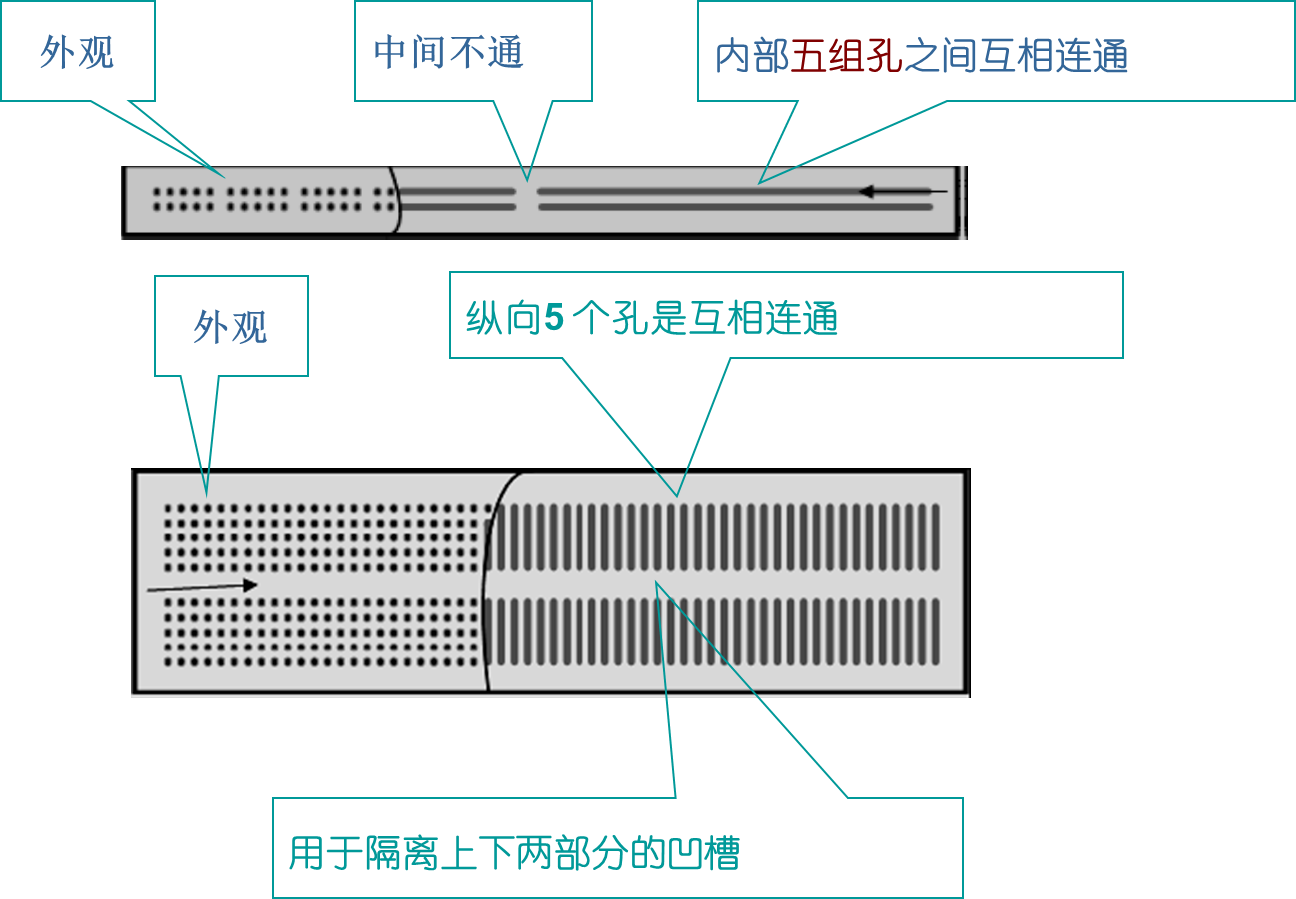 外观
中间不通
内部五组孔之间互相连通
外观
纵向5 个孔是互相连通
用于隔离上下两部分的凹槽